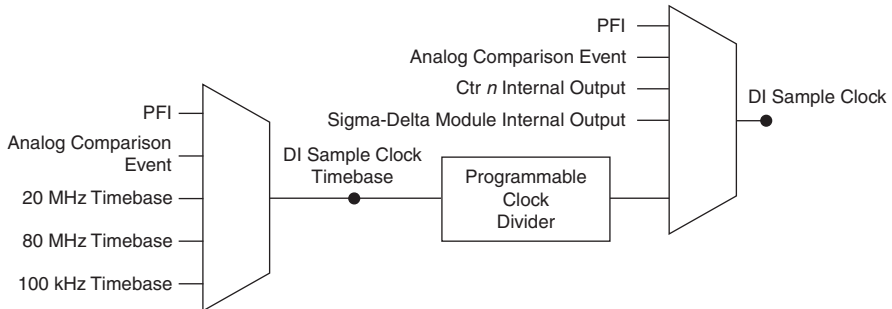 PFI
Analog Comparison Event
Ctr n Internal Output
Sigma-Delta Module Internal Output
DI Sample Clock
PFI
Analog Comparison
Event
20 MHz Timebase
80 MHz Timebase
100 kHz Timebase
DI Sample Clock
Timebase
Programmable
Clock
Divider